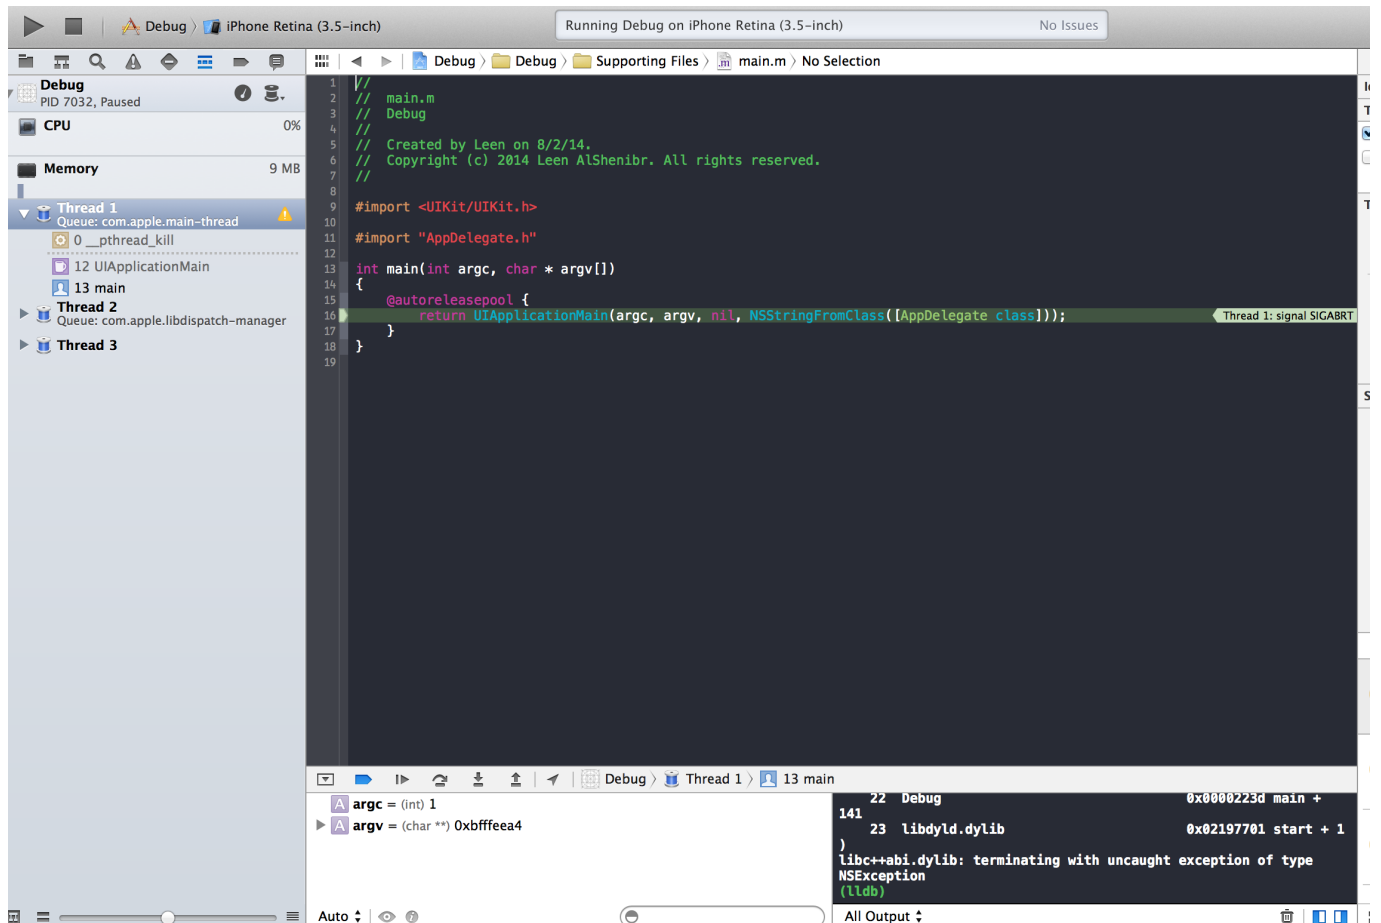 Debug 〉 iPhone Retina (3.5-inch)
Running Debug on iPhone Retina (3.5-inch) No Issues
Debug 〉 Debug 〉 Supporting Files 〉 main.m 〉 No Selection
Debug
PID 7032, Paused
CPU 0%
Memory 9 MB
Thread 1
Queue: com.apple.main-thread
0 __pthread_kill
12 UIApplicationMain
13 main
Thread 2
Queue: com.apple.libdispatch-manager
Thread 3
1 //
2 //  main.m
3 //  Debug
4 //
5 //  Created by Leen on 8/2/14.
6 //  Copyright (c) 2014 Leen AlShenibr. All rights reserved.
7 //
8
9 #import <UIKit/UIKit.h>
10
11 #import "AppDelegate.h"
12
13 int main(int argc, char * argv[])
14 {
15     @autoreleasepool {
16         return UIApplicationMain(argc, argv, nil, NSStringFromClass([AppDelegate class])); Thread 1: signal SIGABRT
17     }
18 }
19
Debug 〉 Thread 1 〉 13 main
A argc = (int) 1
A argv = (char **) 0xbfffeea4
22 Debug 0x0000223d main +
141
23 libdyld.dylib 0x02197701 start + 1
)
libc++abi.dylib: terminating with uncaught exception of type
NSException
(lldb)
Auto
All Output